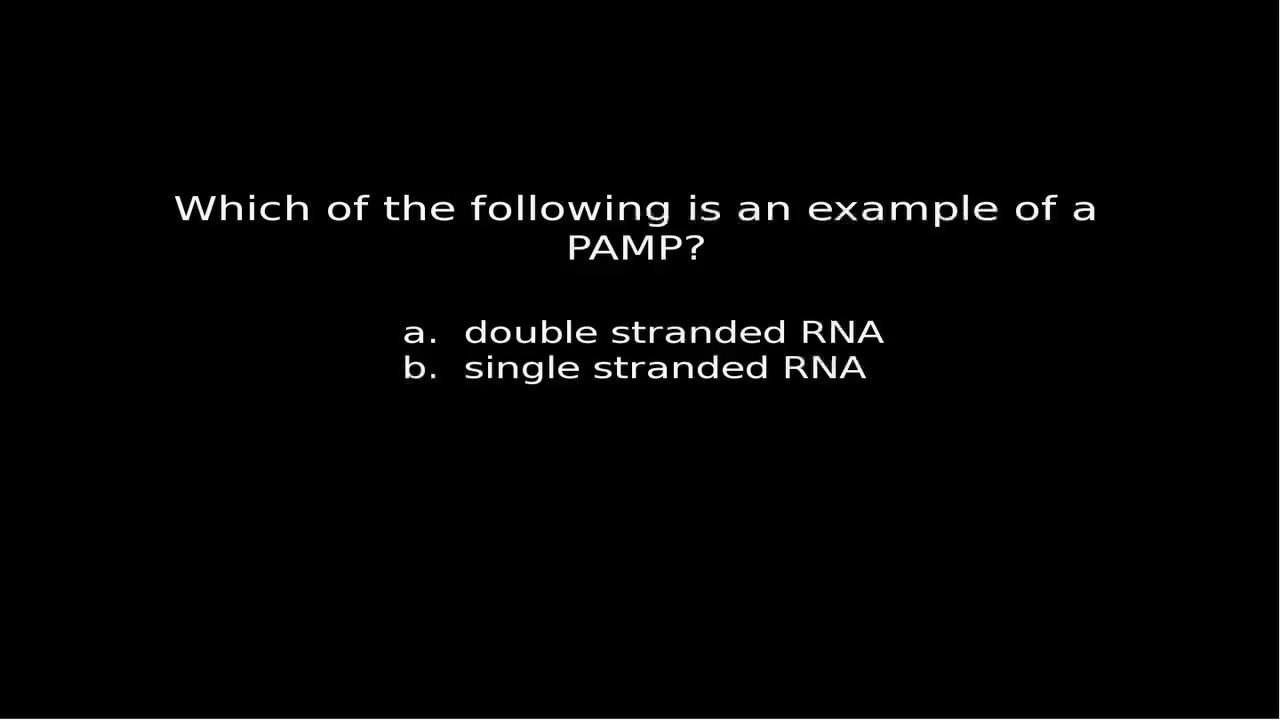 Which of the following is an example of a
PAMP?
a. double stranded RNA
b. single stranded RNA